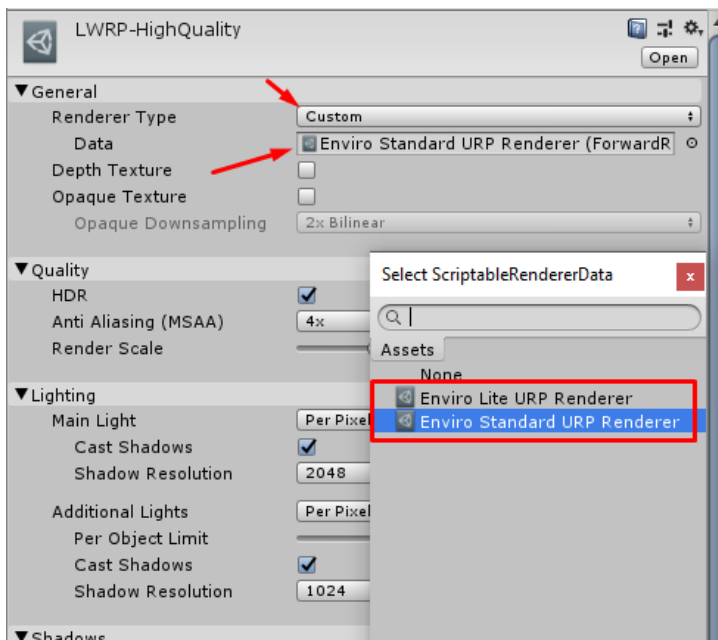 LWRP-HighQuality
Open
General
Renderer Type Custom
Data Enviro Standard URP Renderer (ForwardR
Depth Texture
Opaque Texture
Opaque Downsampling 2x Bilinear
Quality
HDR
Anti Aliasing (MSAA) 4x
Render Scale
Lighting
Main Light Per Pixel
Cast Shadows
Shadow Resolution 2048
Additional Lights Per Pixel
Per Object Limit
Cast Shadows
Shadow Resolution 1024
Shadows
Select ScriptableRendererData
x
Assets
None
Enviro Lite URP Renderer
Enviro Standard URP Renderer